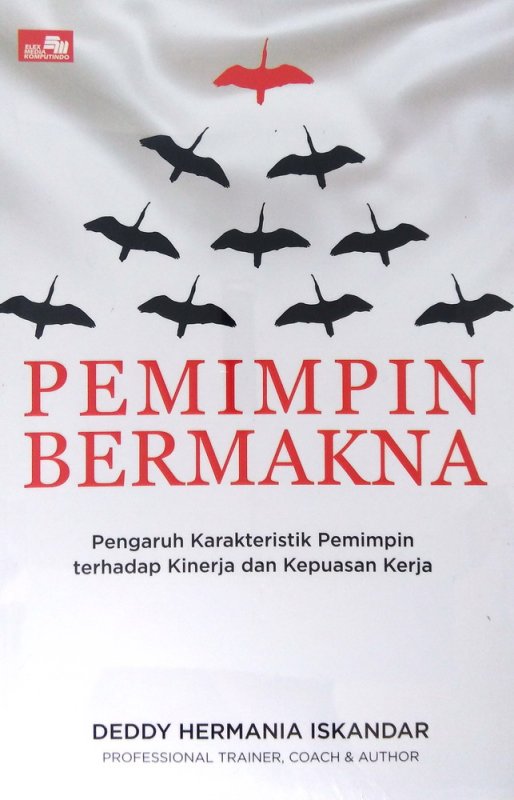 ELEX
MEDIA
KOMPUTINDO
PEMIMPIN
BERMAKNA
Pengaruh Karakteristik Pemimpin
terhadap Kinerja dan Kepuasan Kerja
DEDDY HERMANIA ISKANDAR
PROFESSIONAL TRAINER, COACH & AUTHOR